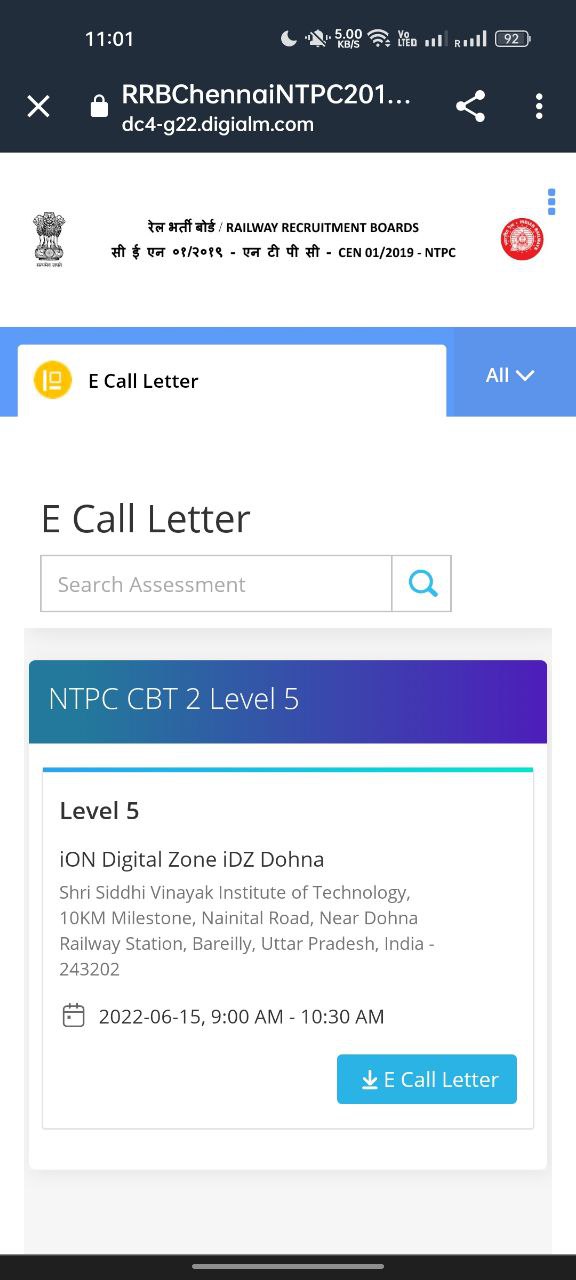 11:01
5.00
KB/S
Vo
LTED
R
92
RRBChennaiNTPC201...
dc4-g22.digialm.com
रेल भर्ती बोर्ड / RAILWAY RECRUITMENT BOARDS
सी ई एन ०१/२०१९ - एन टी पी सी - CEN 01/2019 - NTPC
E Call Letter
All
E Call Letter
Search Assessment
NTPC CBT 2 Level 5
Level 5
iON Digital Zone iDZ Dohna
Shri Siddhi Vinayak Institute of Technology,
10KM Milestone, Nainital Road, Near Dohna
Railway Station, Bareilly, Uttar Pradesh, India -
243202
2022-06-15, 9:00 AM - 10:30 AM
E Call Letter